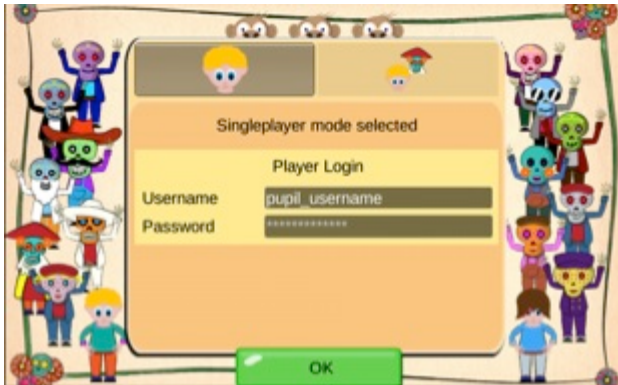 Singleplayer mode selected
Player Login
Username pupil_username
Password *************
OK